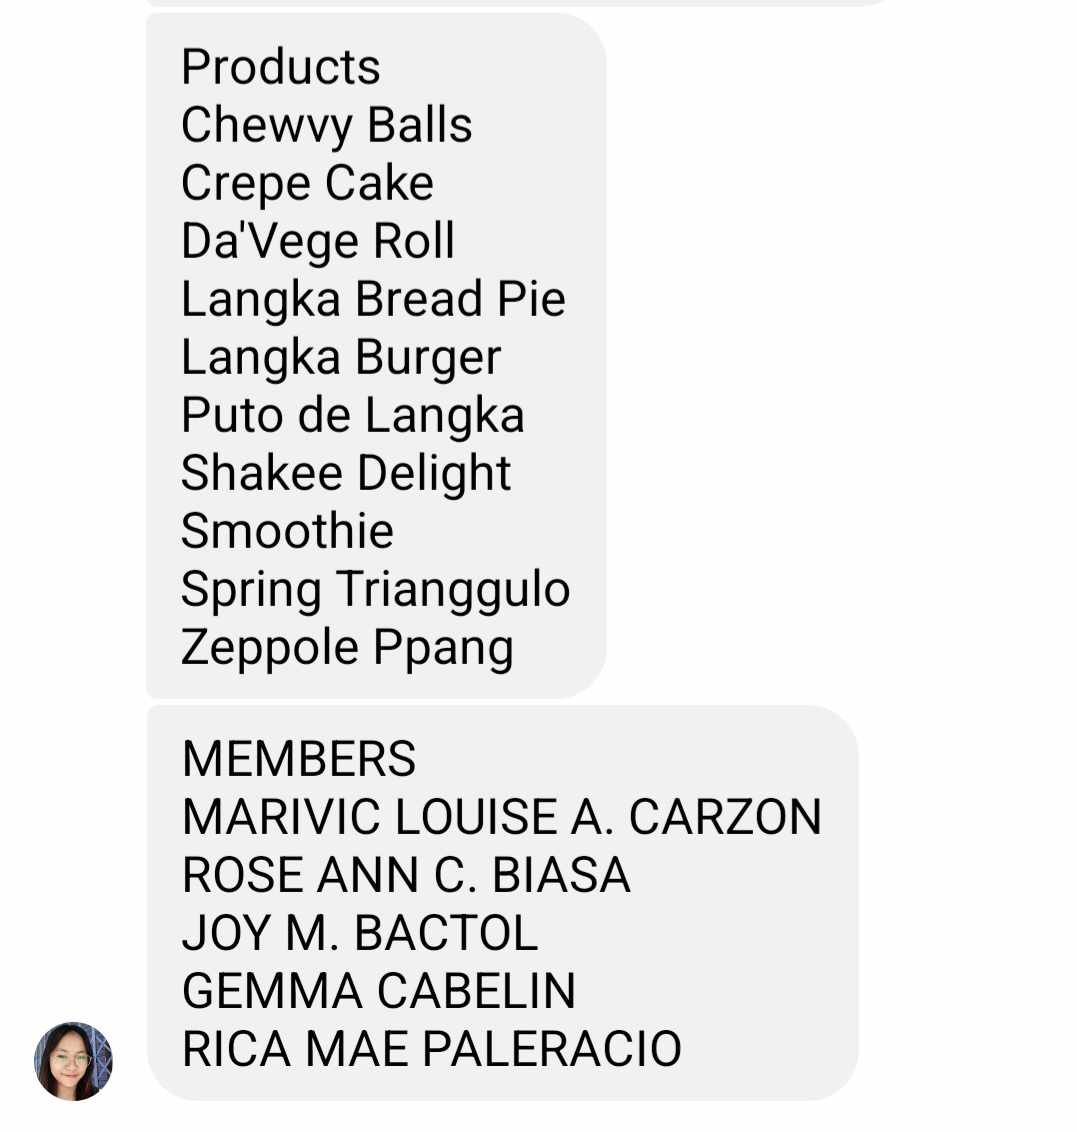 Products
Chewvy Balls
Crepe Cake
Da'Vege Roll
Langka Bread Pie
Langka Burger
Puto de Langka
Shakee Delight
Smoothie
Spring Trianggulo
Zeppole Ppang
MEMBERS
MARIVIC LOUISE A. CARZON
ROSE ANN C. BIASA
JOY M. BACTOL
GEMMA CABELIN
RICA MAE PALERACIO